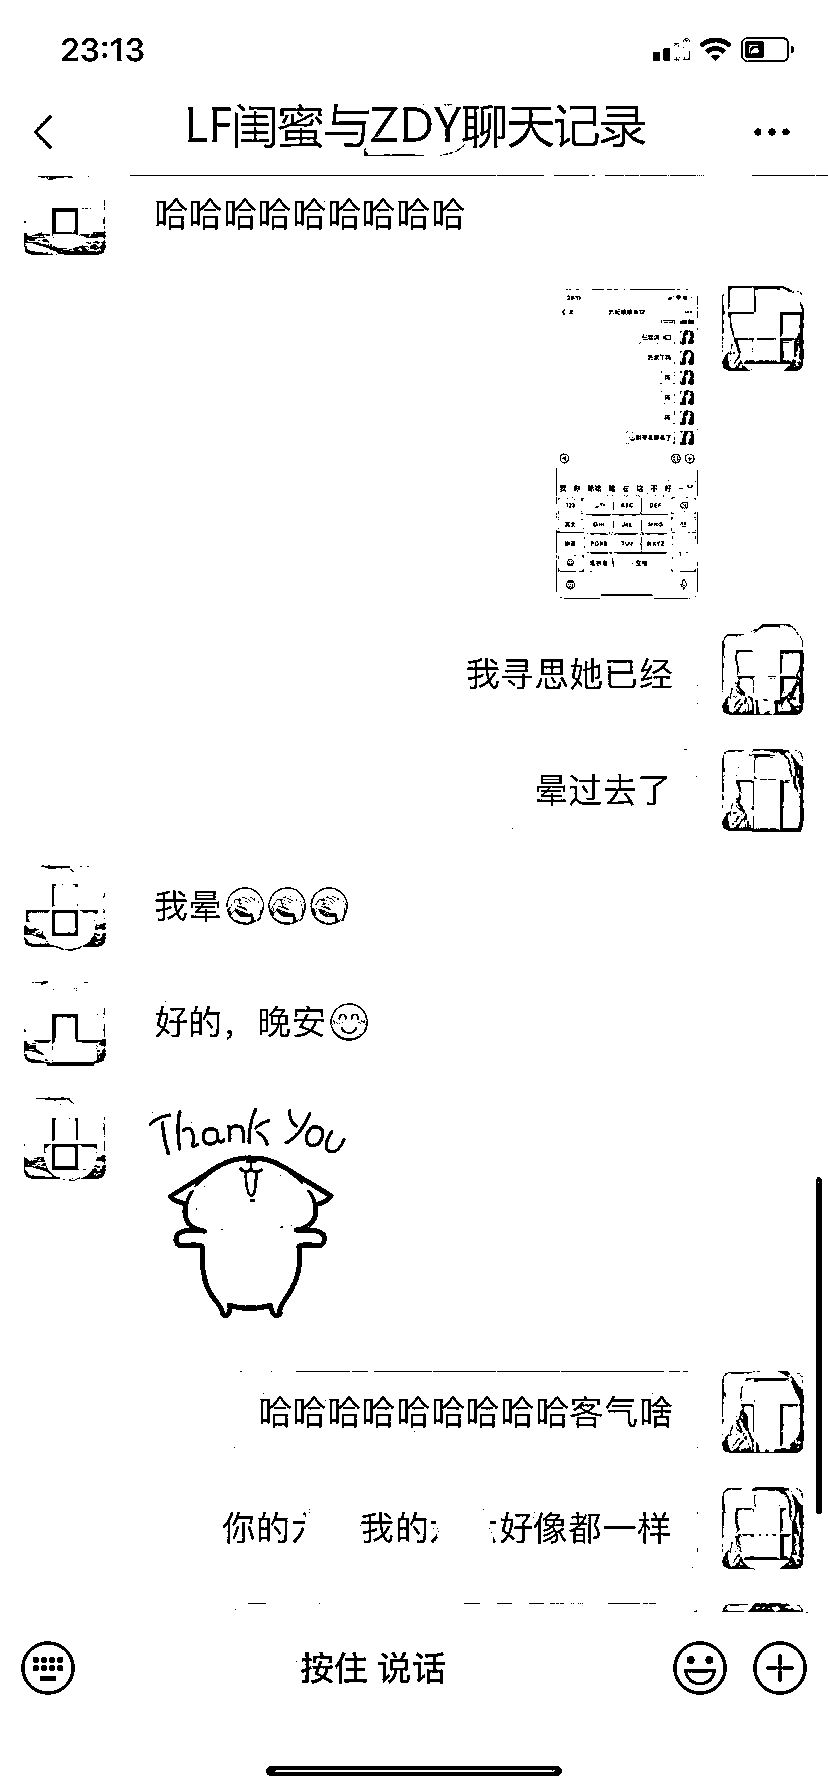 23:13
LF闺蜜与ZDY聊天记录
哈哈哈哈哈哈哈哈哈
我寻思她已经
晕过去了
我晕
好的，晚安
Thank You
哈哈哈哈哈哈哈哈哈客气啥
你的 我的 好像都一样
按住 说话